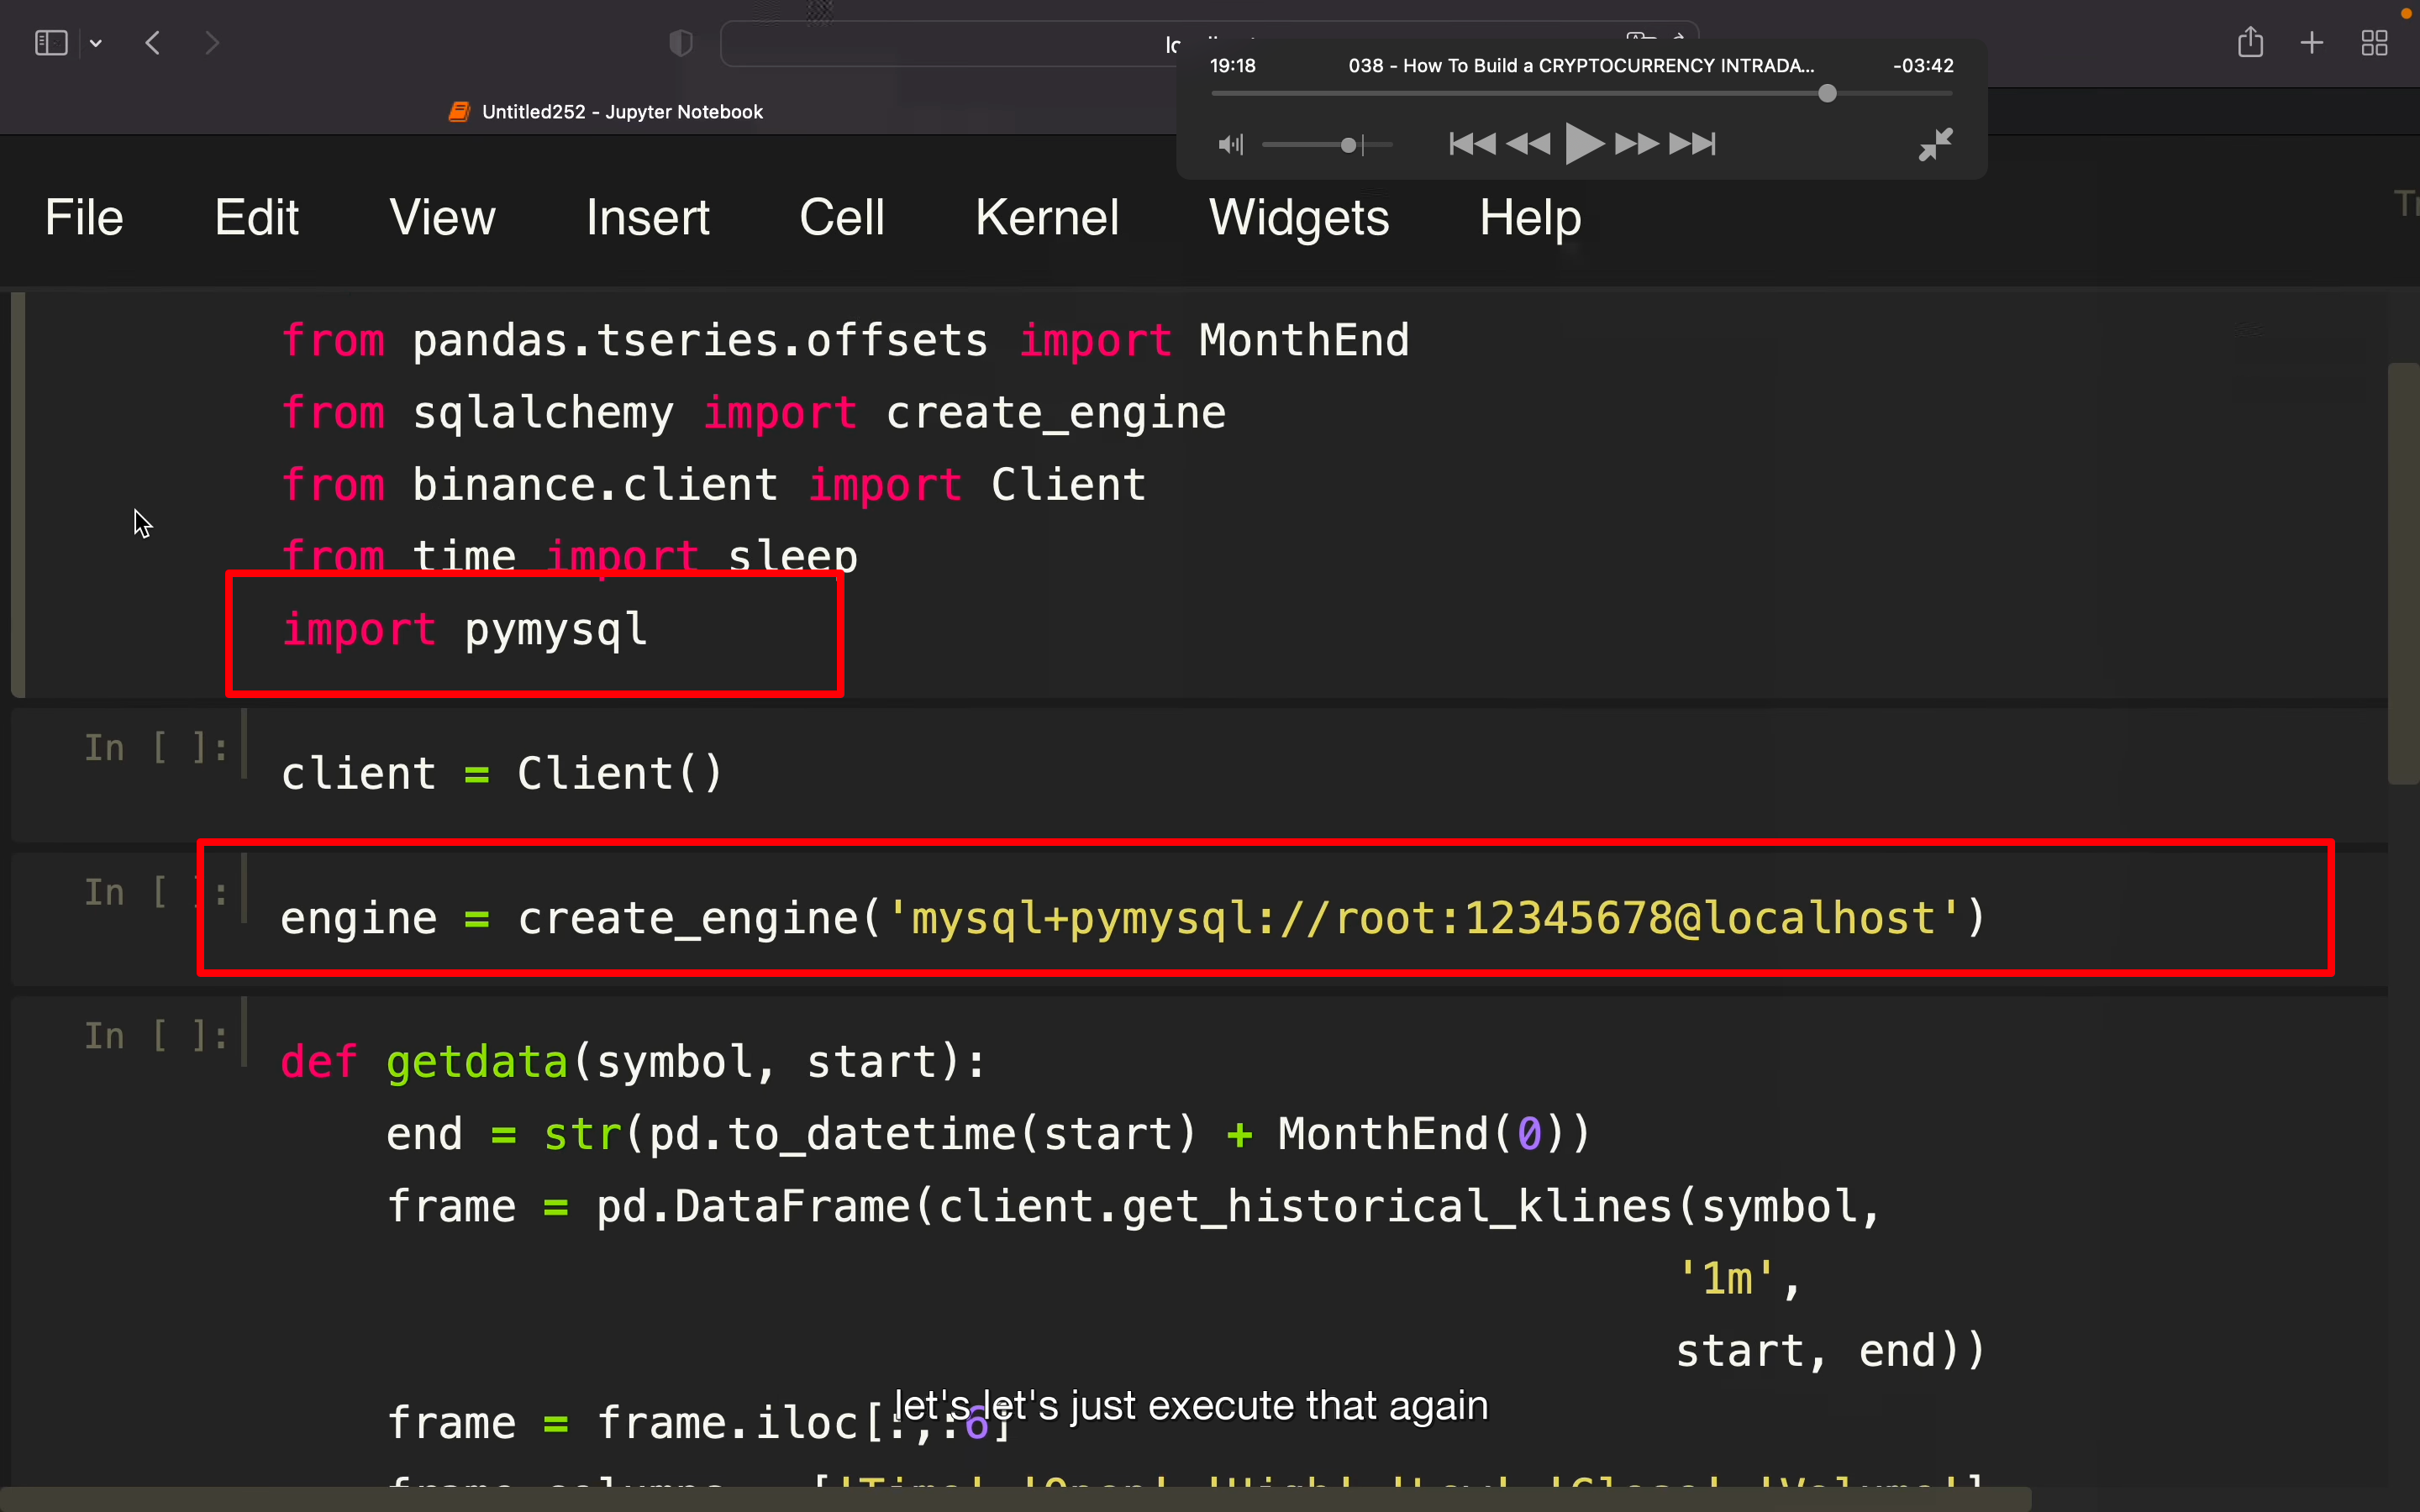 19:18 038 - How To Build a CRYPTOCURRENCY INTRADA... -03:42
Untitled252 - Jupyter Notebook
File Edit View Insert Cell Kernel Widgets Help
from pandas.tseries.offsets import MonthEnd
from sqlalchemy import create_engine
from binance.client import Client
from time import sleep
import pymysql
In [ ]:
client = Client()
In [ ]:
engine = create_engine('mysql+pymysql://root:12345678@localhost')
In [ ]:
def getdata(symbol, start):
end = str(pd.to_datetime(start) + MonthEnd(0))
frame = pd.DataFrame(client.get_historical_klines(symbol,
'1m',
start, end))
frame = frame.iloc[:,:6]
let's let's just execute that again